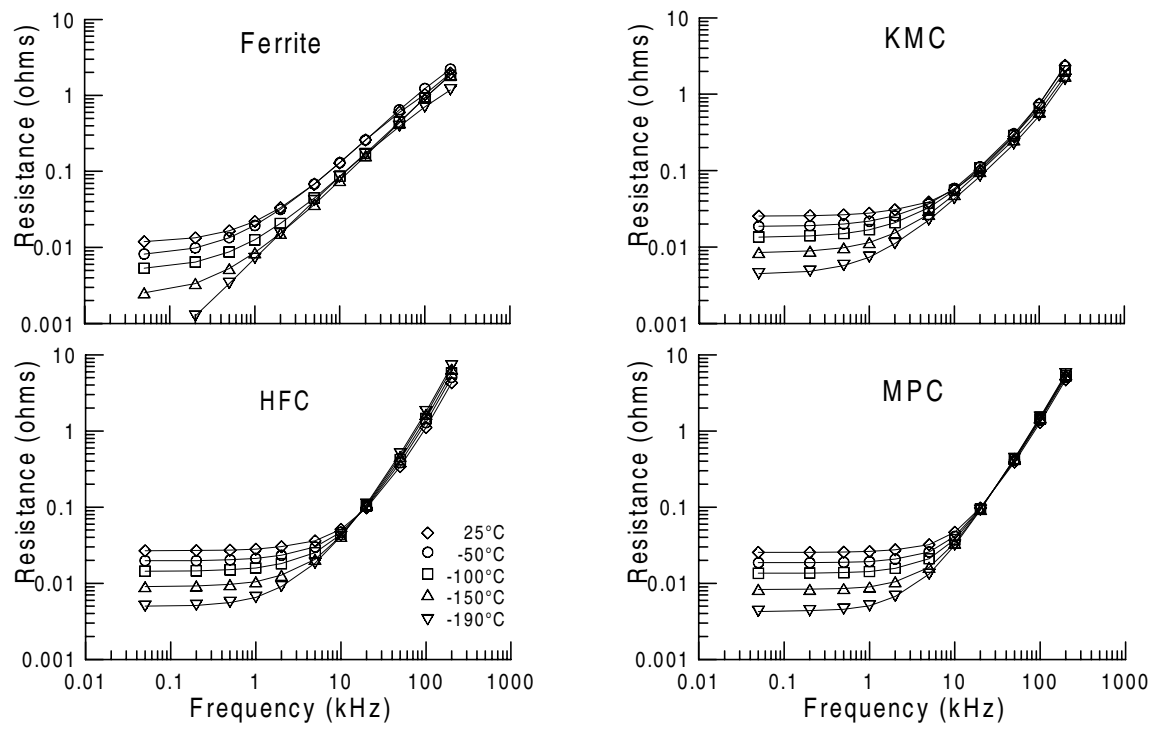 Ferrite
Resistance (ohms)
10
1
0.1
0.01
0.001
KMC
Resistance (ohms)
10
1
0.1
0.01
0.001
HFC
Resistance (ohms)
10
1
0.1
0.01
0.001
25°C
-50°C
-100°C
-150°C
-190°C
0.01 0.1 1 10 100 1000
Frequency (kHz)
MPC
Resistance (ohms)
10
1
0.1
0.01
0.001
0.01 0.1 1 10 100 1000
Frequency (kHz)